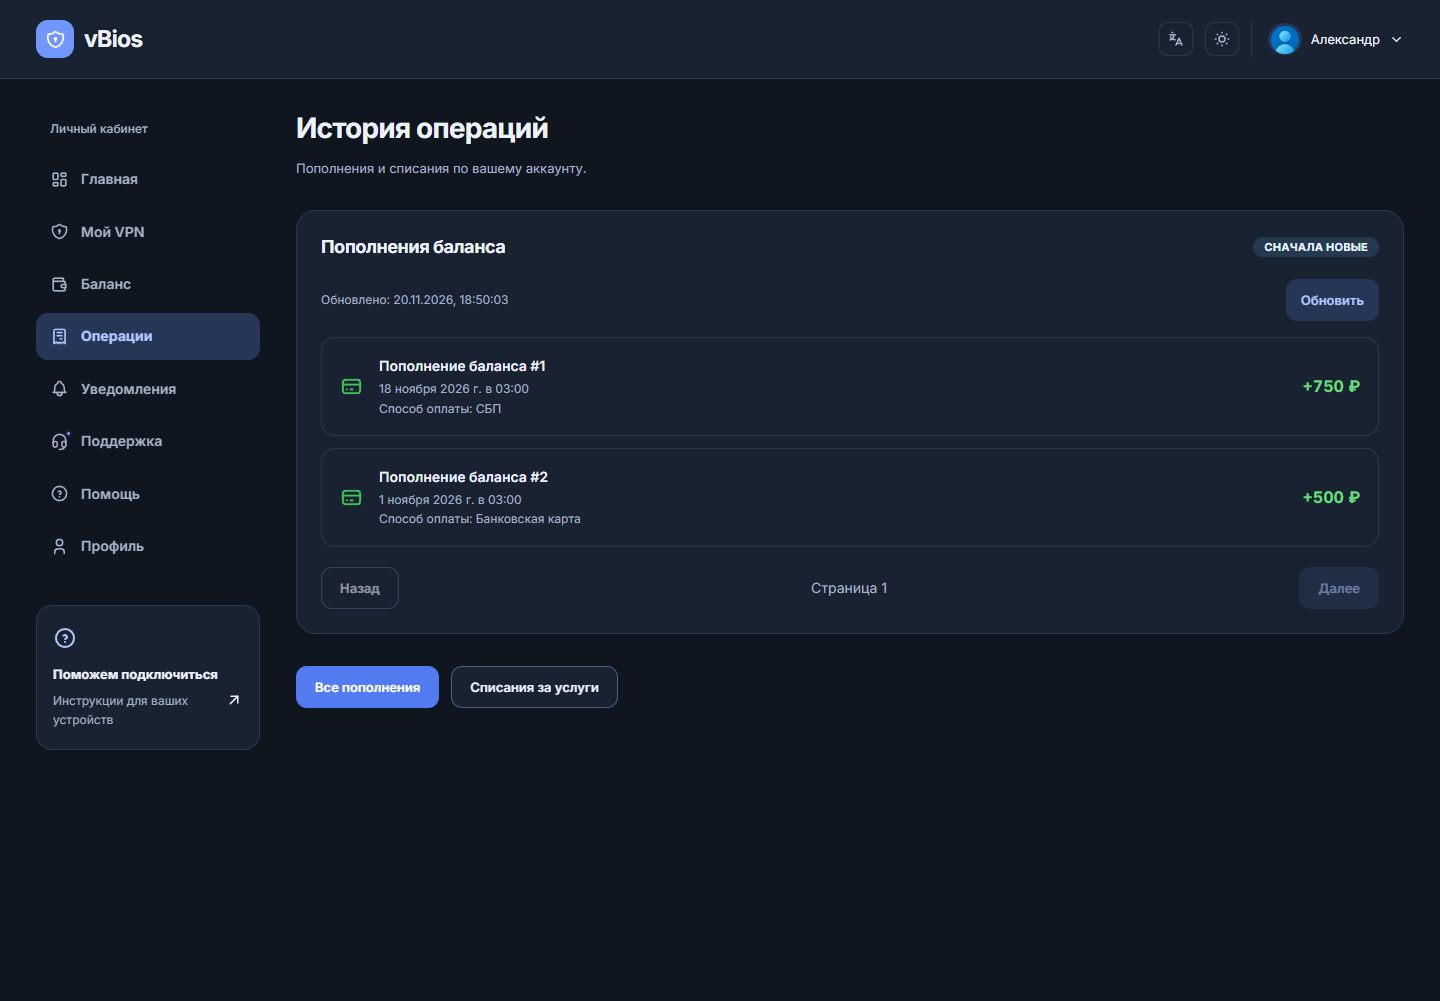 vBios
Александр
Личный кабинет
Главная
Мой VPN
Баланс
Операции
Уведомления
Поддержка
Помощь
Профиль
Поможем подключиться
Инструкции для ваших
устройств
История операций
Пополнения и списания по вашему аккаунту.
Пополнения баланса
СНАЧАЛА НОВЫЕ
Обновлено: 20.11.2026, 18:50:03
Обновить
Пополнение баланса #1
18 ноября 2026 г. в 03:00
Способ оплаты: СБП
+750 ₽
Пополнение баланса #2
1 ноября 2026 г. в 03:00
Способ оплаты: Банковская карта
+500 ₽
Назад
Страница 1
Далее
Все пополнения
Списания за услуги